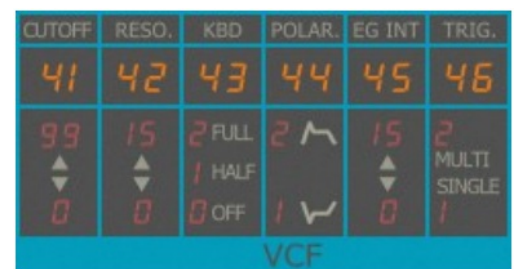 CUTOFF RESO. KBD POLAR. EG INT TRIG.
41 42 43 44 45 46
99 15 2 FULL 2 15 2
1 HALF MULTI
SINGLE
0 0 0 OFF 1 0 1
VCF